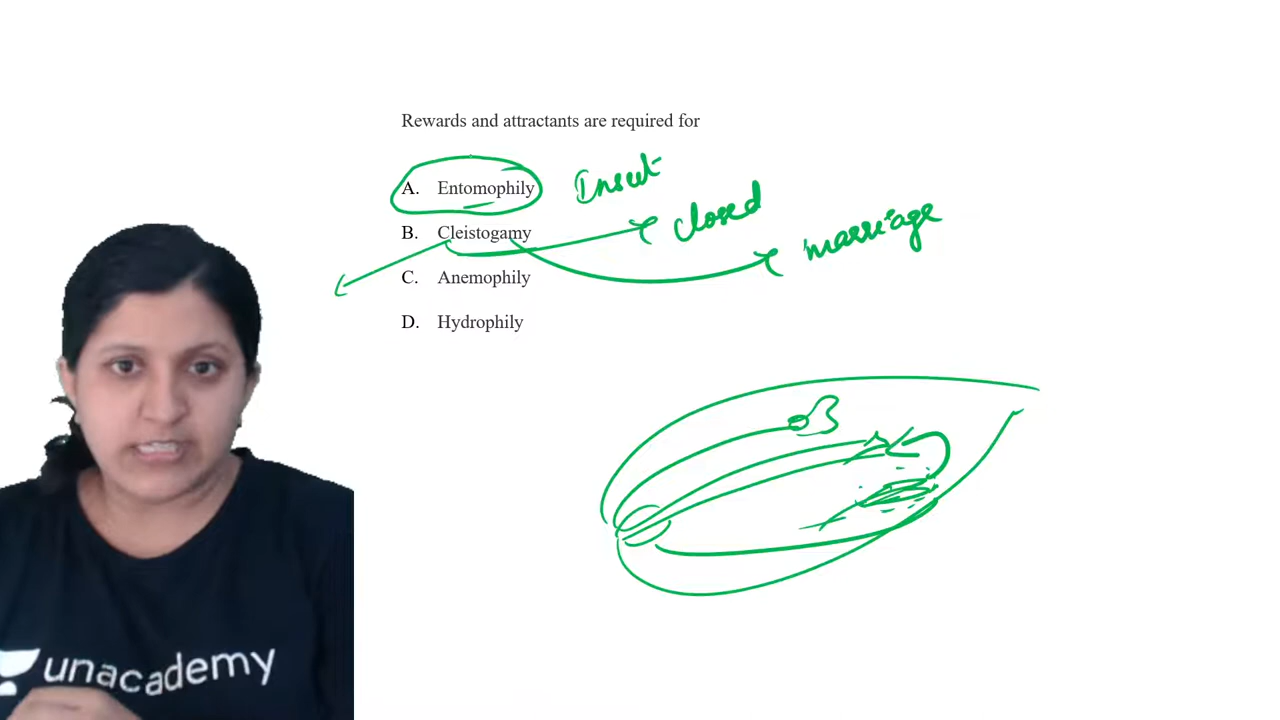 Rewards and attractants are required for
A. Entomophily Insect
B. Cleistogamy closed
marriage
C. Anemophily
D. Hydrophily
unacademy